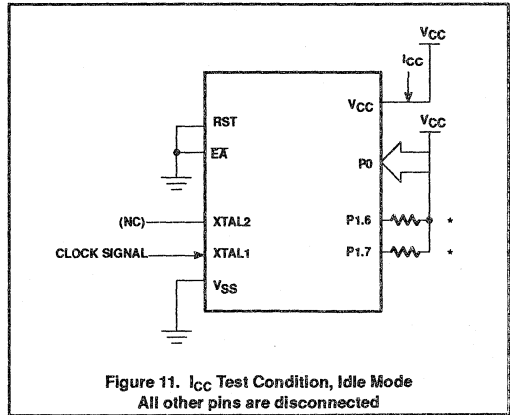 VCC
ICC
VCC
RST
VCC
EA
P0
(NC)
XTAL2
P1.6
*
CLOCK SIGNAL
XTAL1
P1.7
*
VSS
Figure 11. ICC Test Condition, Idle Mode
All other pins are disconnected